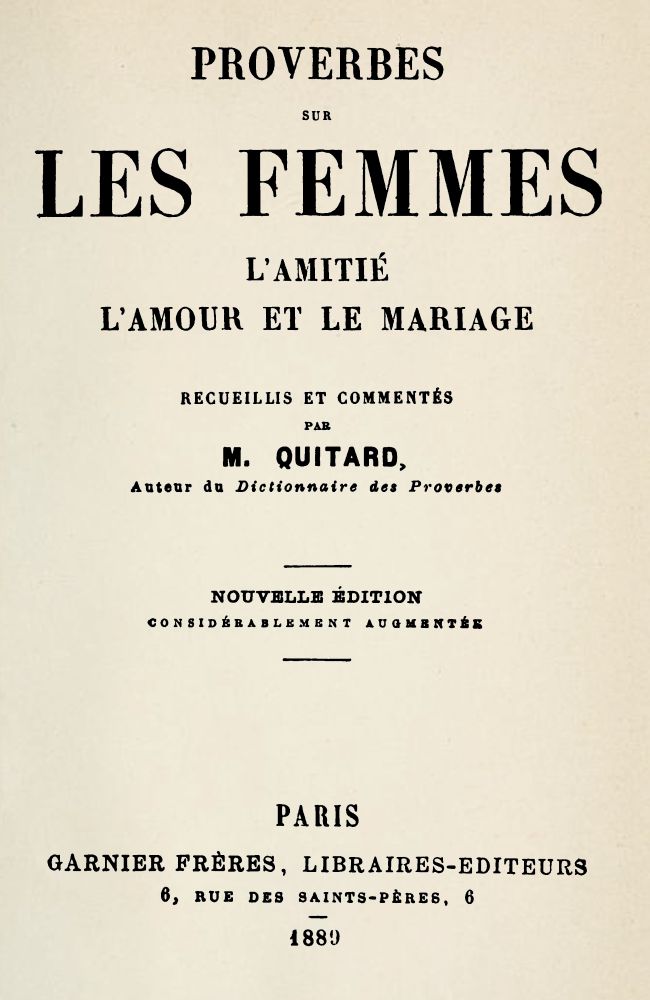 PROVERBES
SUR
LES FEMMES
L'AMITIÉ
L'AMOUR ET LE MARIAGE
RECUEILLIS ET COMMENTÉS
PAR
M. QUITARD,
Auteur du Dictionnaire des Proverbes
NOUVELLE ÉDITION
CONSIDÉRABLEMENT AUGMENTÉE
PARIS
GARNIER FRÈRES, LIBRAIRES-EDITEURS
6, RUE DES SAINTS-PÈRES, 6
1889